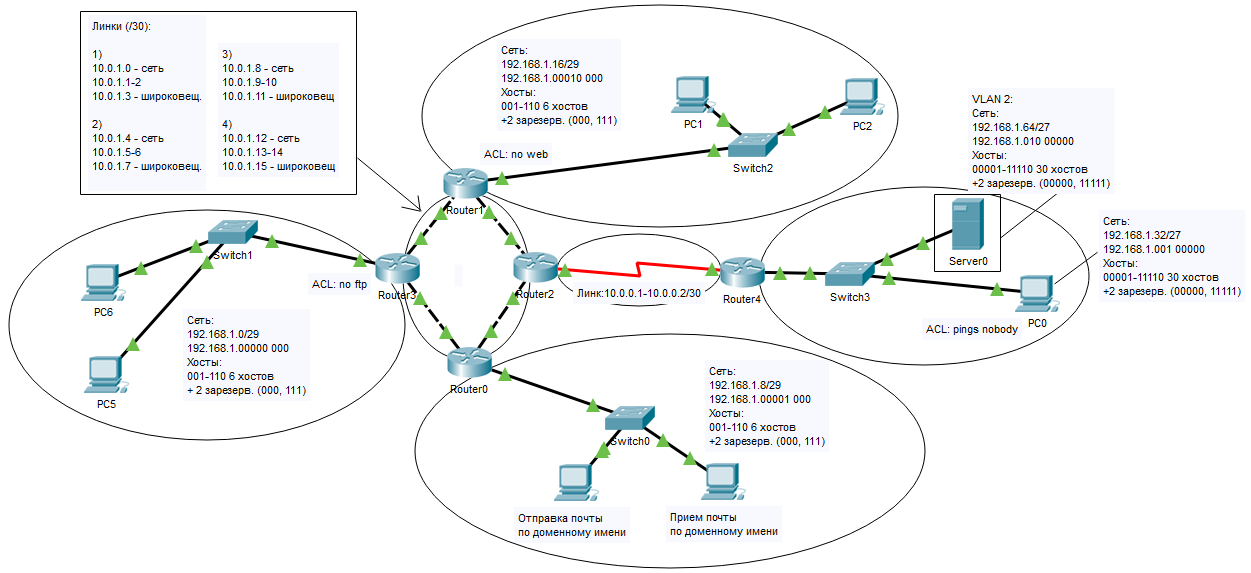 Линки (/30):
1)
10.0.1.0 - сеть
10.0.1.1-2
10.0.1.3 - широковещ.
2)
10.0.1.4 - сеть
10.0.1.5-6
10.0.1.7 - широковещ.
3)
10.0.1.8 - сеть
10.0.1.9-10
10.0.1.11 - широковещ
4)
10.0.1.12 - сеть
10.0.1.13-14
10.0.1.15 - широковещ
Сеть:
192.168.1.16/29
192.168.1.00010 000
Хосты:
001-110 6 хостов
+2 зарезерв. (000, 111)
PC1
PC2
Switch2
ACL: no web
Router1
VLAN 2:
Сеть:
192.168.1.64/27
192.168.1.010 00000
Хосты:
00001-11110 30 хостов
+2 зарезерв. (00000, 11111)
Server0
Сеть:
192.168.1.32/27
192.168.1.001 00000
Хосты:
00001-11110 30 хостов
+2 зарезерв. (00000, 11111)
Switch1
PC6
ACL: no ftp
Router3
Router2
Линк:10.0.0.1-10.0.0.2/30
Router4
Switch3
PC0
ACL: pings nobody
Сеть:
192.168.1.0/29
192.168.1.00000 000
Хосты:
001-110 6 хостов
+ 2 зарезерв. (000, 111)
PC5
Router0
Сеть:
192.168.1.8/29
192.168.1.00001 000
Хосты:
001-110 6 хостов
+2 зарезерв. (000, 111)
Switch0
Отправка почты
по доменному имени
Прием почты
по доменному имени